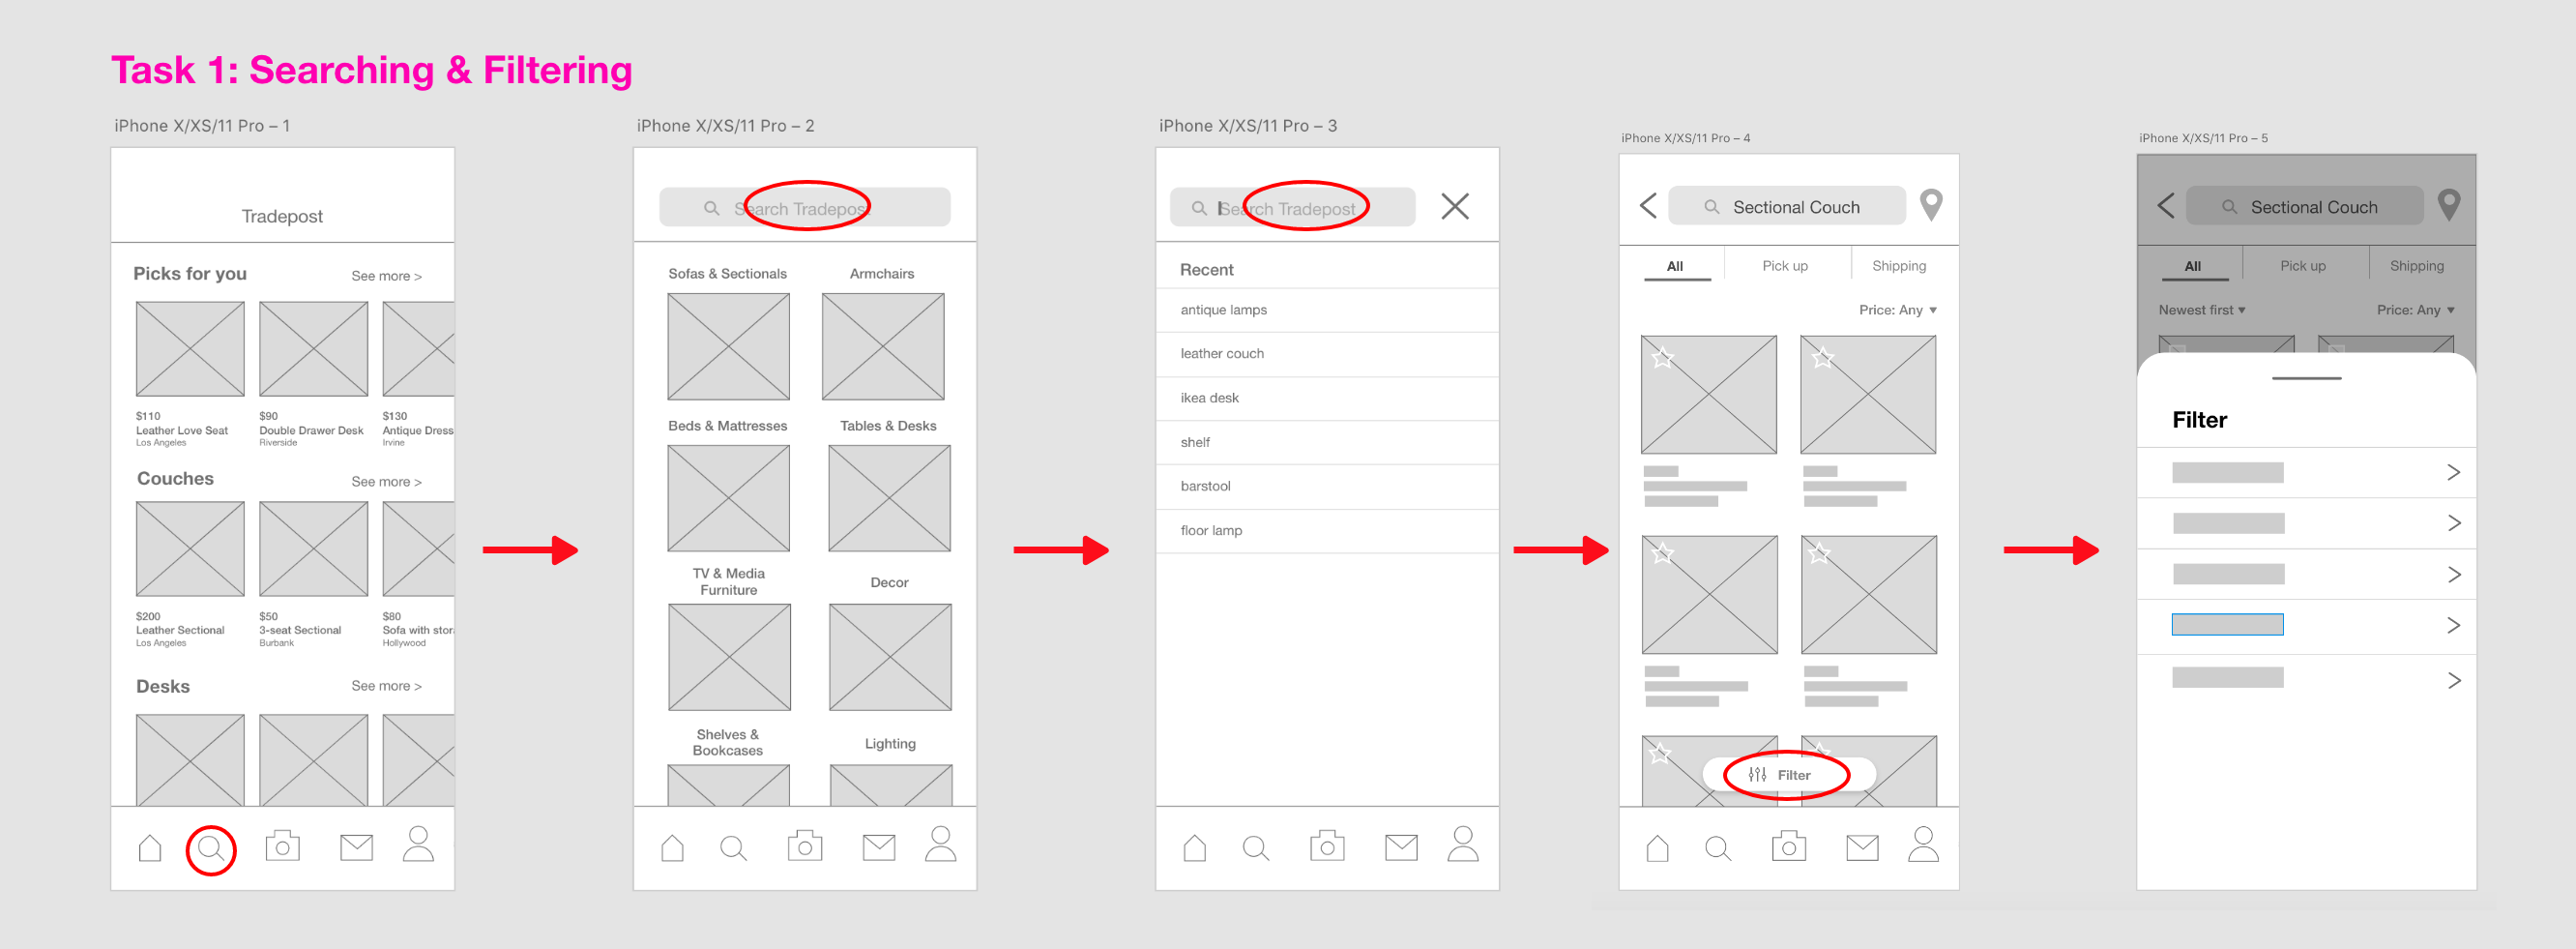 Task 1: Searching & Filtering
iPhone X/XS/11 Pro – 1
Tradepost
Picks for you
See more >
$110
Leather Love Seat
Los Angeles
$90
Double Drawer Desk
Riverside
$130
Antique Dress
Irvine
Couches
See more >
$200
Leather Sectional
Los Angeles
$50
3-seat Sectional
Burbank
$80
Sofa with stor
Hollywood
Desks
See more >
iPhone X/XS/11 Pro – 2
Search Tradepost
Sofas & Sectionals
Armchairs
Beds & Mattresses
Tables & Desks
TV & Media
Furniture
Decor
Shelves &
Bookcases
Lighting
iPhone X/XS/11 Pro – 3
Search Tradepost
Recent
antique lamps
leather couch
ikea desk
shelf
barstool
floor lamp
iPhone X/XS/11 Pro – 4
Sectional Couch
All
Pick up
Shipping
Price: Any ▾
Filter
iPhone X/XS/11 Pro – 5
Sectional Couch
All
Pick up
Shipping
Newest first ▾
Price: Any ▾
Filter